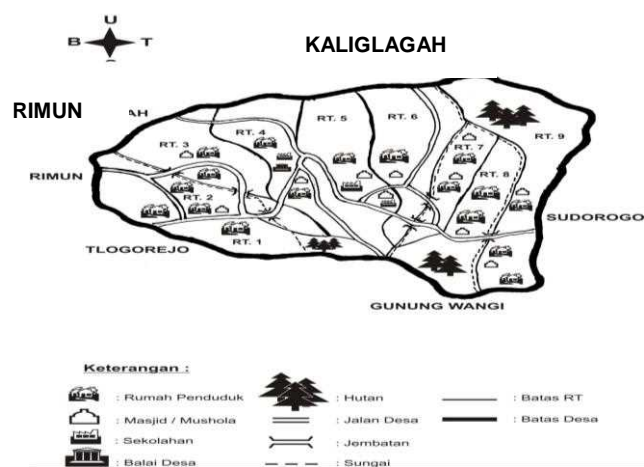 U
B T
KALIGLAGAH
RIMUN
AH
RT. 3
RT. 4
RT. 5
RT. 6
RT. 7
RT. 9
RT. 8
RIMUN
RT. 2
RT. 1
SUDOROGO
TLOGOREJO
GUNUNG WANGI
Keterangan :
: Rumah Penduduk
: Hutan
: Batas RT
: Masjid / Mushola
: Jalan Desa
: Batas Desa
: Sekolahan
: Jembatan
: Balai Desa
: Sungai